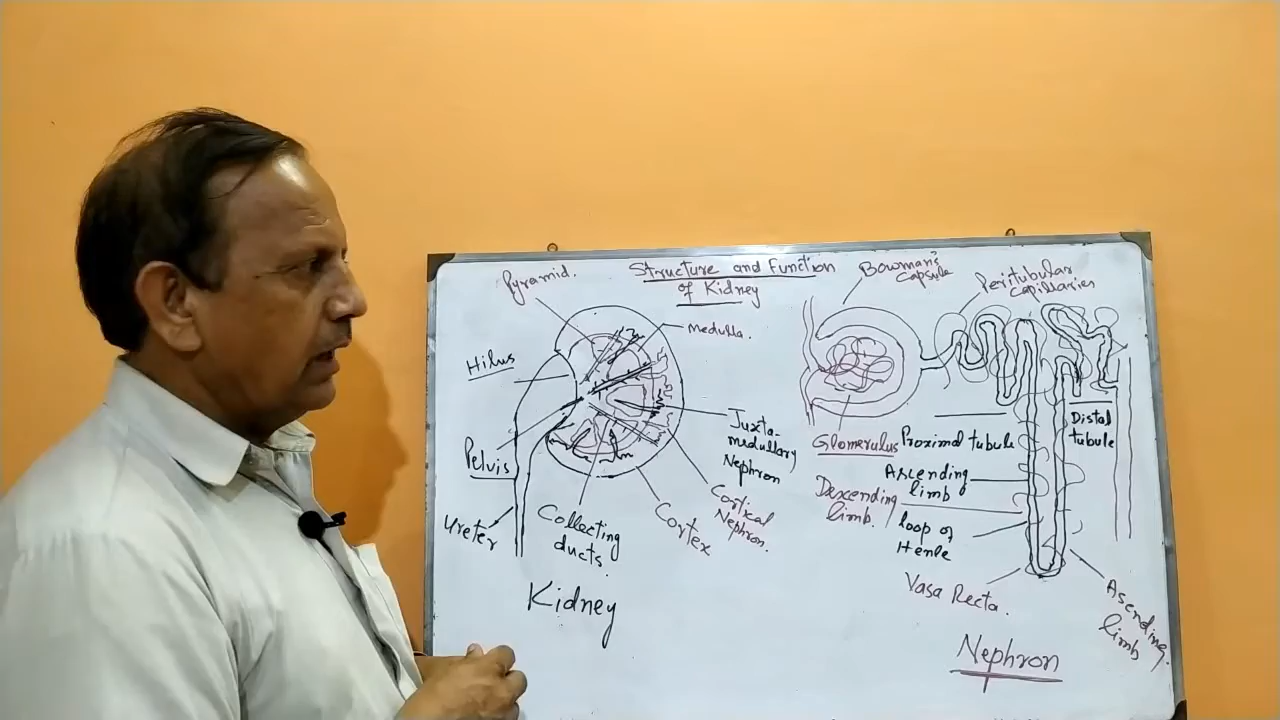 Structure and Function
of Kidney
Pyramid.
medulla.
Hilus
Pelvis
Ureter
Collecting
ducts.
Cortex
Cortical
Nephron.
Juxta-
medullary
Nephron
Kidney
Bowman's
Capsule
Peritubular
Capillaries
Glomerulus
Proximal tubule
Distal
tubule
Ascending
limb
Descending
limb.
loop of
Henle
Vasa Recta.
Asending
limb
Nephron